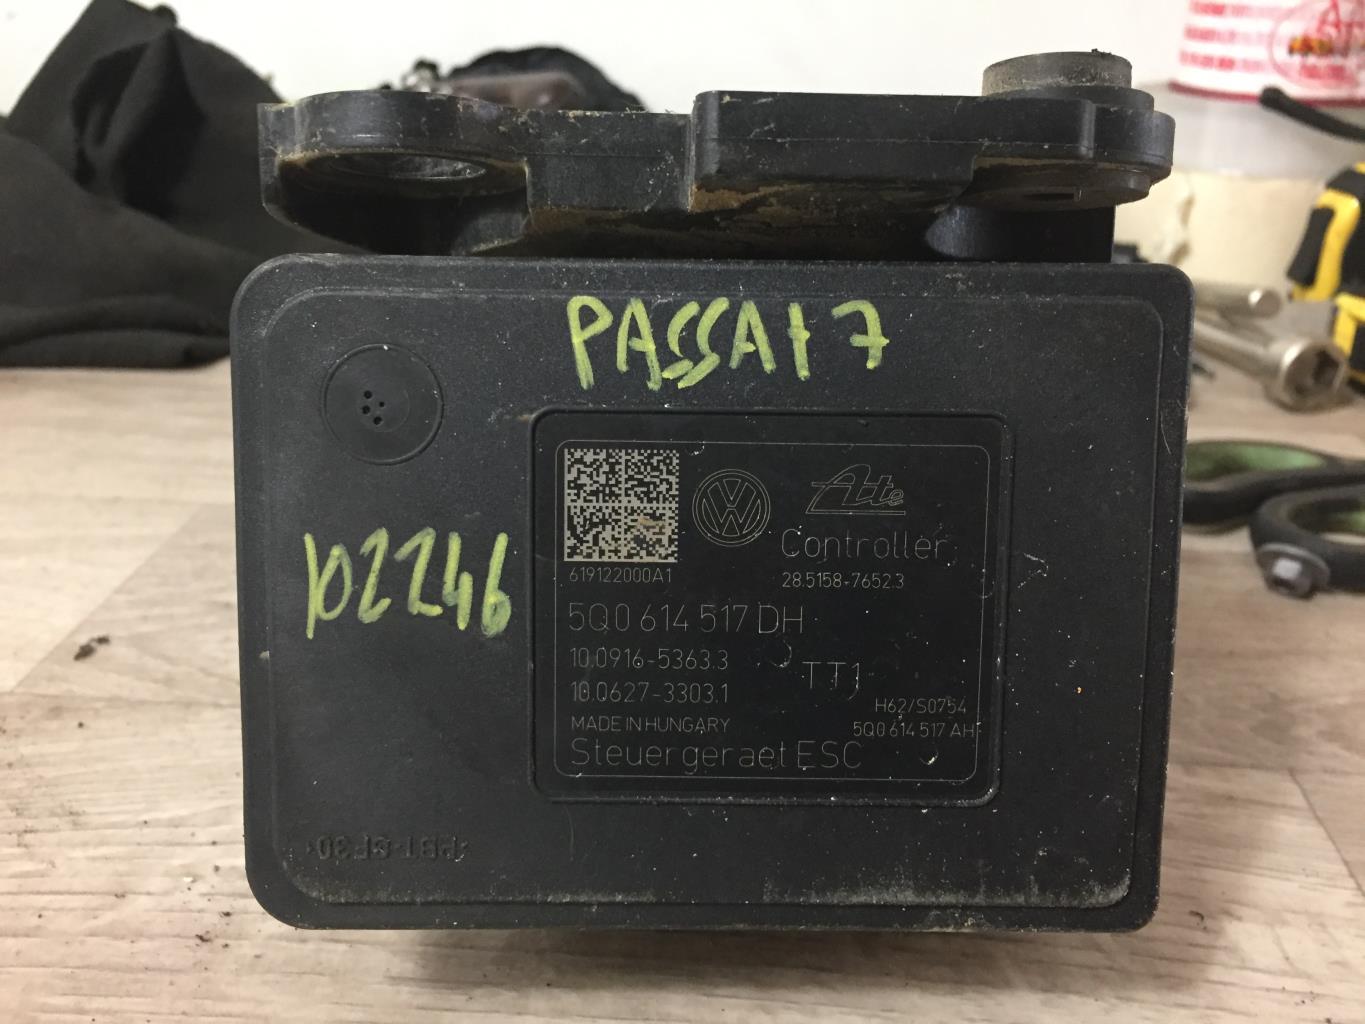 PASSAT 7
102246
Ate
Controller
619122000A1
28.5158-7652.3
5Q0 614 517 DH
10.0916-5363.3
TT1
10.0627-3303.1
H62/S0754
MADE IN HUNGARY
5Q0 614 517 AH
Steuergeraet ESC